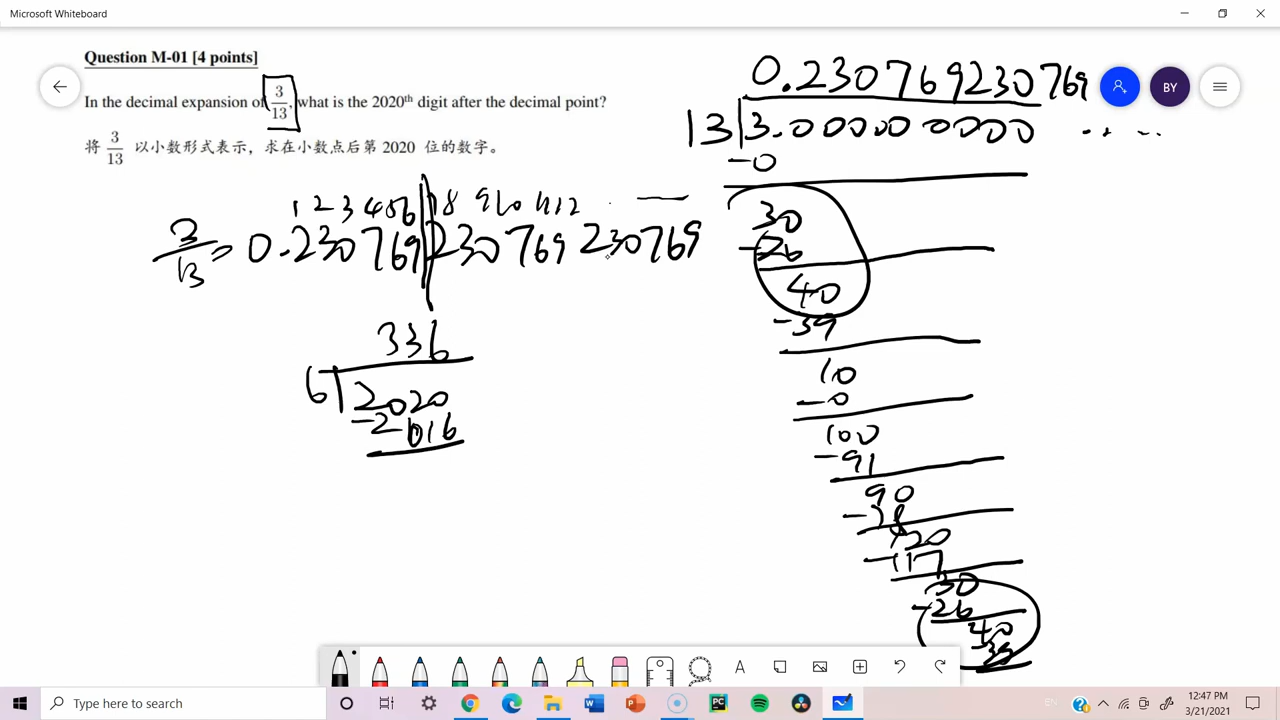 Microsoft Whiteboard
Question M-01 [4 points]
In the decimal expansion of 3/13, what is the 2020th digit after the decimal point?
将 3/13 以小数形式表示，求在小数点后第 2020 位的数字。
BY
0.230769230769
13 3.0000000000 ......
-0
30
-26
40
-39
10
-0
100
-91
90
-78
120
-117
30
-26
40
-39
1 2 3 4 5 6 8 9 10 11 12
3/13 = 0.230769 230769 230769
336
6 2020
-2016
A
Type here to search
12:47 PM
3/21/2021